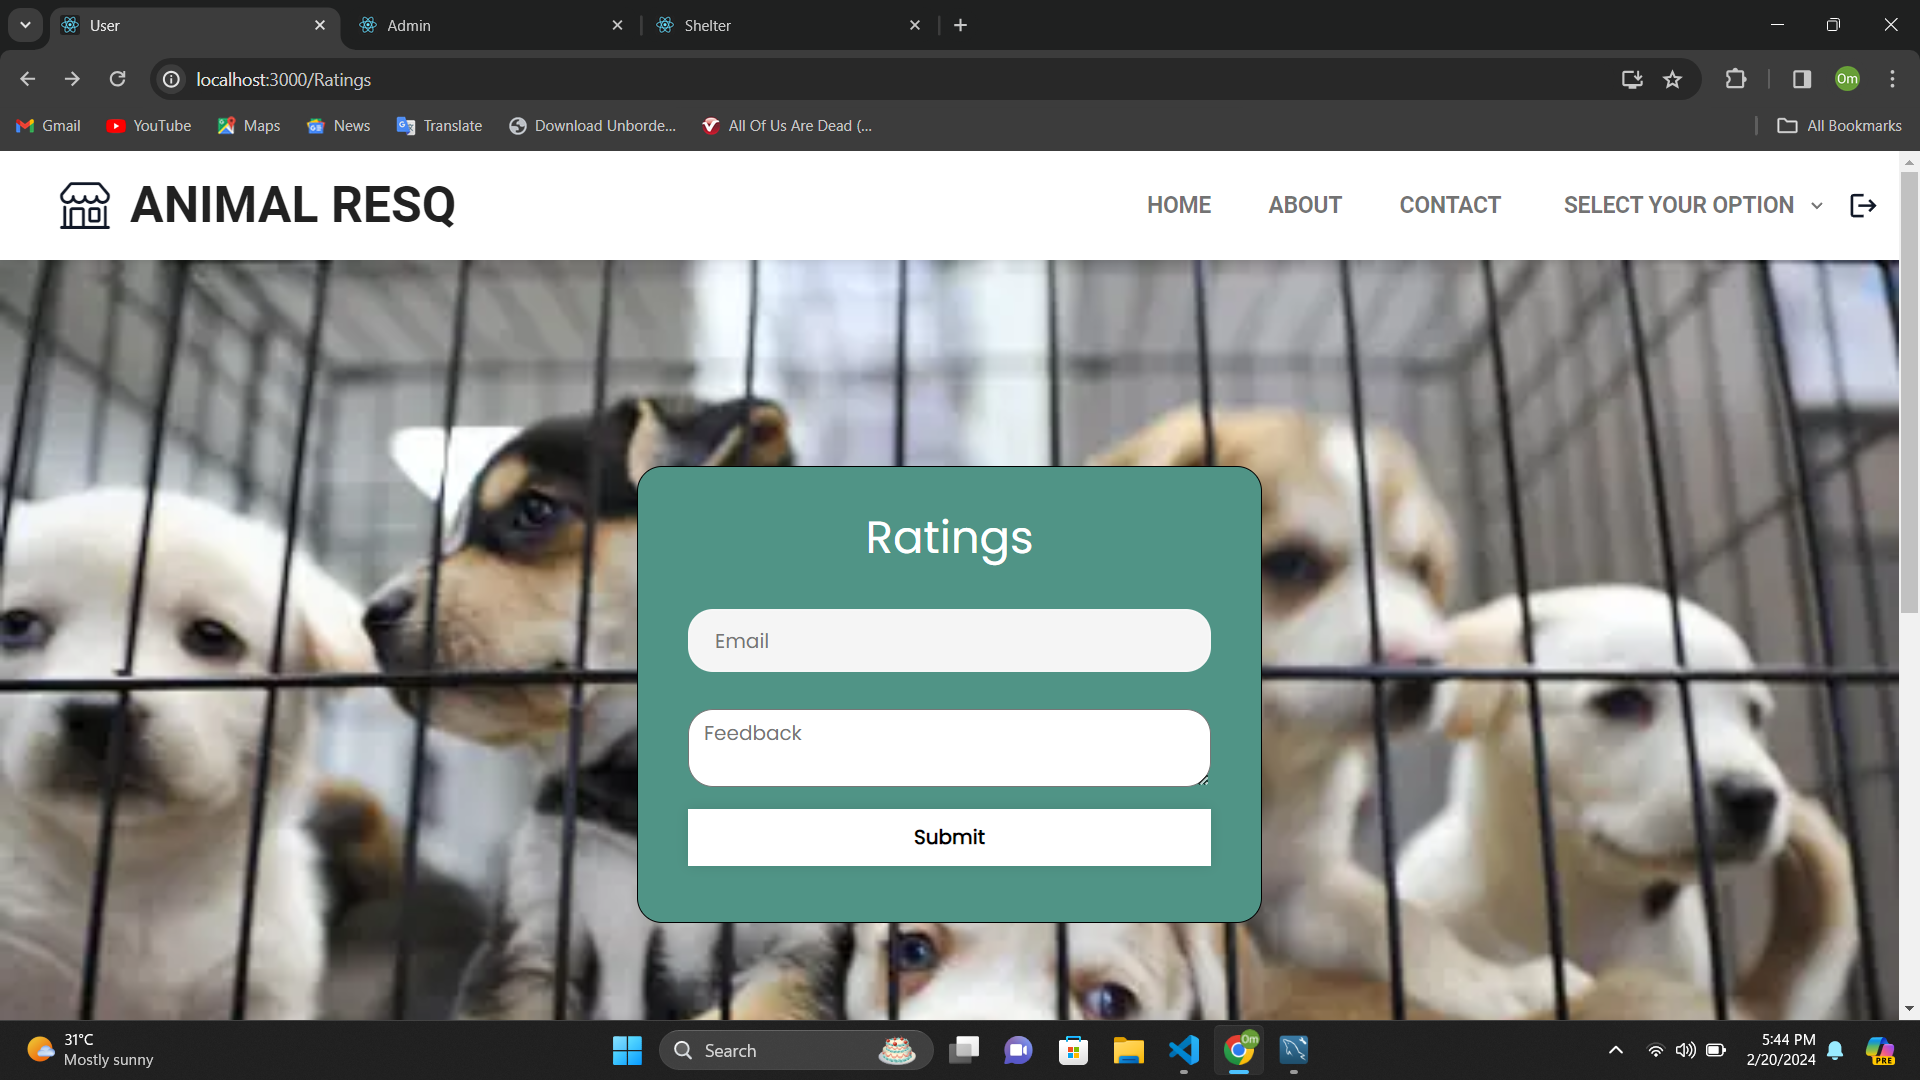 User
Admin
Shelter
localhost:3000/Ratings
Om
Gmail
YouTube
Maps
News
Translate
Download Unborde...
All Of Us Are Dead (...
All Bookmarks
ANIMAL RESQ
HOME
ABOUT
CONTACT
SELECT YOUR OPTION
Ratings
Email
Feedback
Submit
31°C
Mostly sunny
Search
Om
5:44 PM
2/20/2024
PRE